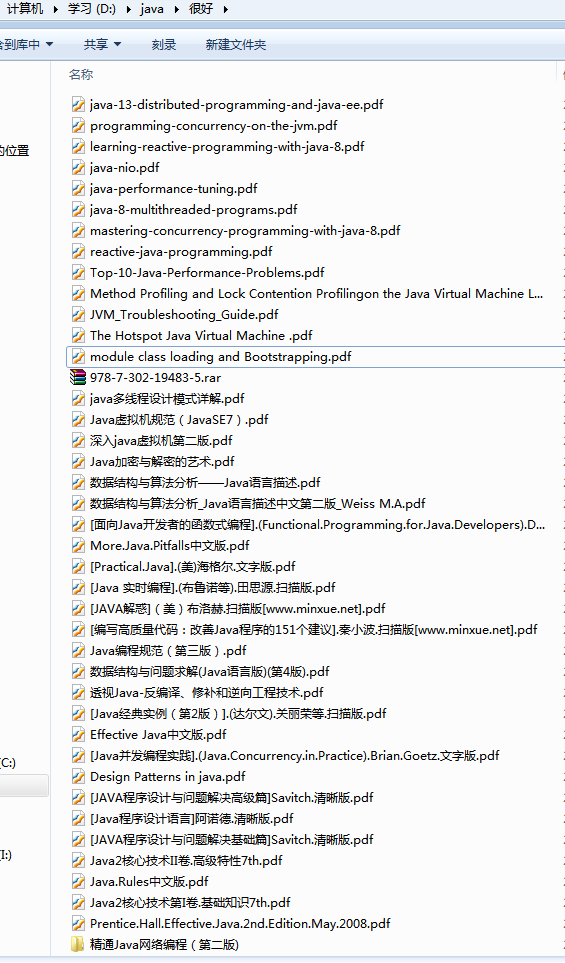 计算机 ▸ 学习 (D:) ▸ java ▸ 很好 ▸
含到库中 ▼ 共享 ▼ 刻录 新建文件夹
名称
java-13-distributed-programming-and-java-ee.pdf
programming-concurrency-on-the-jvm.pdf
learning-reactive-programming-with-java-8.pdf
的位置
java-nio.pdf
java-performance-tuning.pdf
java-8-multithreaded-programs.pdf
mastering-concurrency-programming-with-java-8.pdf
reactive-java-programming.pdf
Top-10-Java-Performance-Problems.pdf
Method Profiling and Lock Contention Profilingon the Java Virtual Machine L...
JVM_Troubleshooting_Guide.pdf
The Hotspot Java Virtual Machine .pdf
module class loading and Bootstrapping.pdf
978-7-302-19483-5.rar
java多线程设计模式详解.pdf
Java虚拟机规范（JavaSE7）.pdf
深入java虚拟机第二版.pdf
Java加密与解密的艺术.pdf
数据结构与算法分析——Java语言描述.pdf
数据结构与算法分析_Java语言描述中文第二版_Weiss M.A.pdf
[面向Java开发者的函数式编程].(Functional.Programming.for.Java.Developers).D...
More.Java.Pitfalls中文版.pdf
[Practical.Java].(美)海格尔.文字版.pdf
[Java 实时编程].(布鲁诺等).田思源.扫描版.pdf
[JAVA解惑]（美）布洛赫.扫描版[www.minxue.net].pdf
[编写高质量代码：改善Java程序的151个建议].秦小波.扫描版[www.minxue.net].pdf
Java编程规范（第三版）.pdf
数据结构与问题求解(Java语言版)(第4版).pdf
透视Java-反编译、修补和逆向工程技术.pdf
[Java经典实例（第2版）].(达尔文).关丽荣等.扫描版.pdf
Effective Java中文版.pdf
[Java并发编程实践].(Java.Concurrency.in.Practice).Brian.Goetz.文字版.pdf
(C:)
Design Patterns in java.pdf
[JAVA程序设计与问题解决高级篇]Savitch.清晰版.pdf
[Java程序设计语言]阿诺德.清晰版.pdf
[JAVA程序设计与问题解决基础篇]Savitch.清晰版.pdf
(I:)
Java2核心技术II卷.高级特性7th.pdf
Java.Rules中文版.pdf
Java2核心技术第I卷.基础知识7th.pdf
Prentice.Hall.Effective.Java.2nd.Edition.May.2008.pdf
精通Java网络编程（第二版)